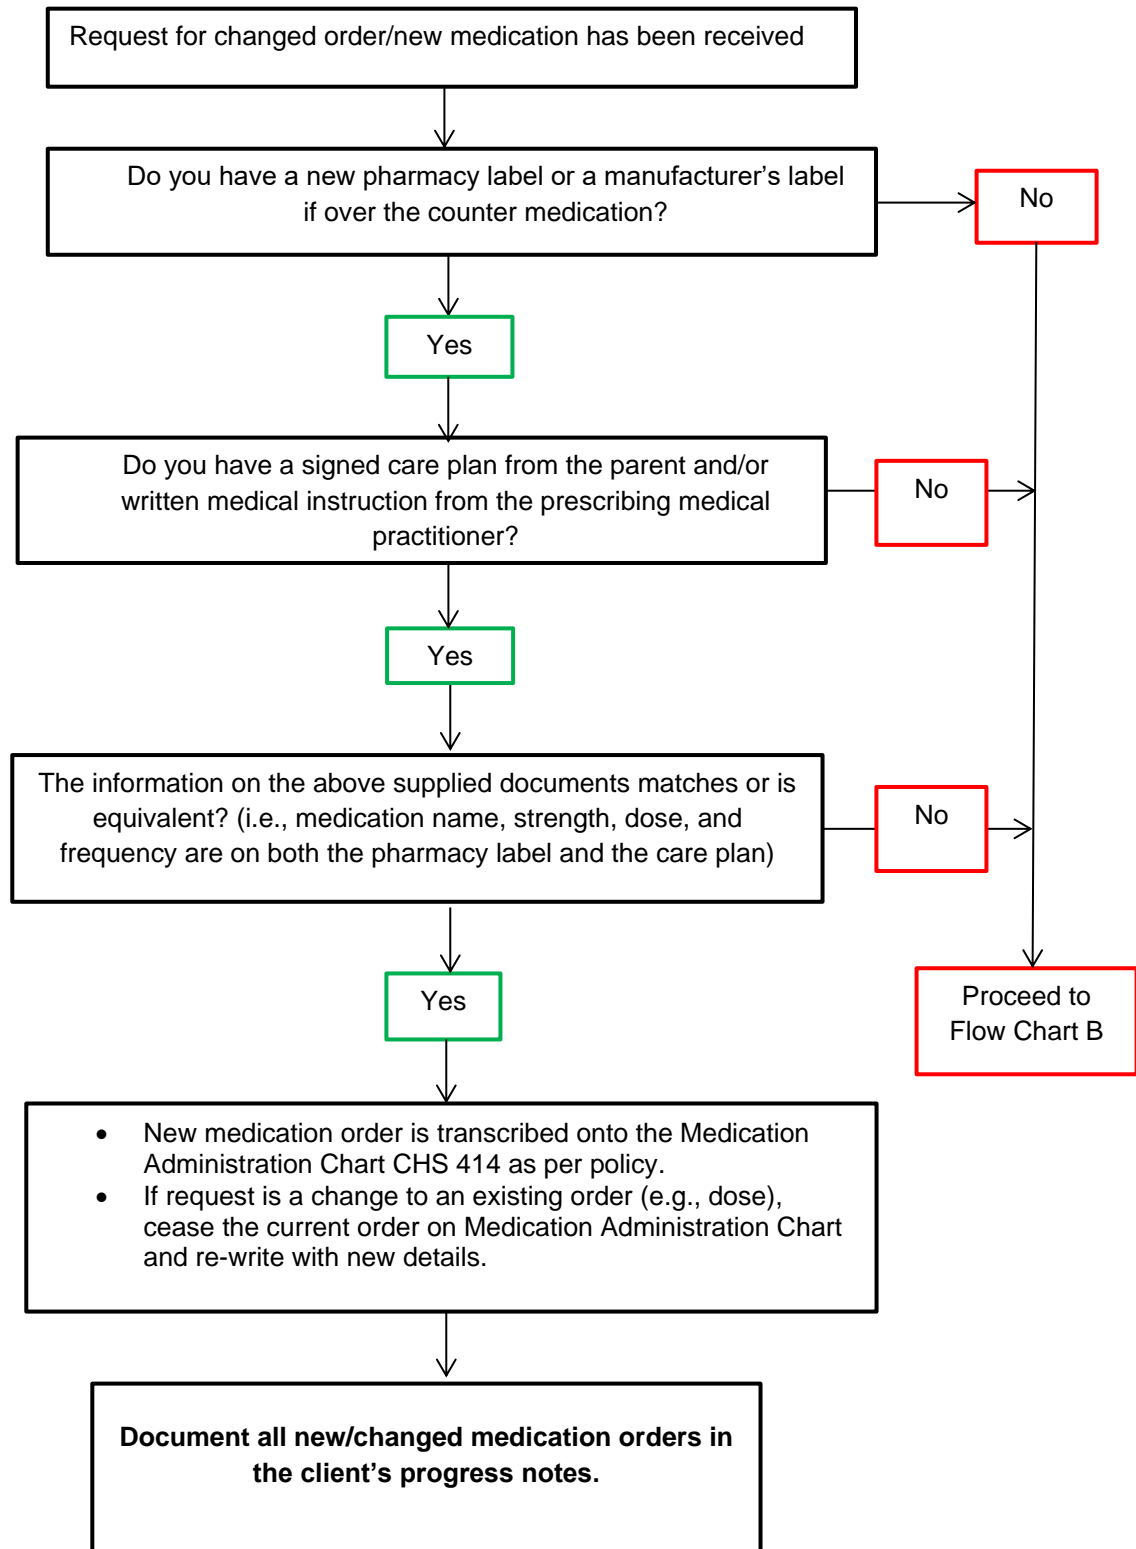 Request for changed order/new medication has been received
Do you have a new pharmacy label or a manufacturer's label
if over the counter medication?
No
Yes
Do you have a signed care plan from the parent and/or
written medical instruction from the prescribing medical
practitioner?
No
Yes
The information on the above supplied documents matches or is
equivalent? (i.e., medication name, strength, dose, and
frequency are on both the pharmacy label and the care plan)
No
Yes
Proceed to
Flow Chart B
• New medication order is transcribed onto the Medication
Administration Chart CHS 414 as per policy.
• If request is a change to an existing order (e.g., dose),
cease the current order on Medication Administration Chart
and re-write with new details.
Document all new/changed medication orders in
the client's progress notes.